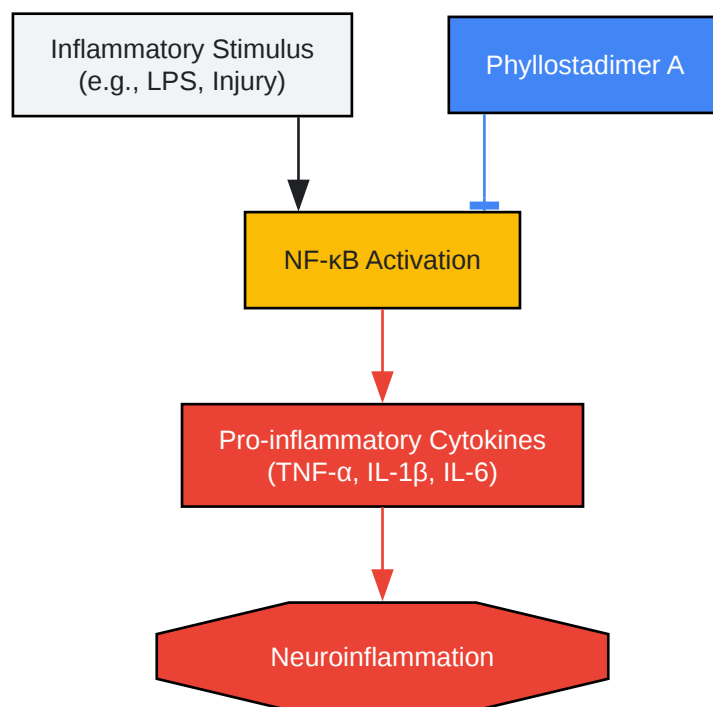 Inflammatory Stimulus
(e.g., LPS, Injury)
Phyllostadimer A
NF-κB Activation
Pro-inflammatory Cytokines
(TNF-α, IL-1β, IL-6)
Neuroinflammation